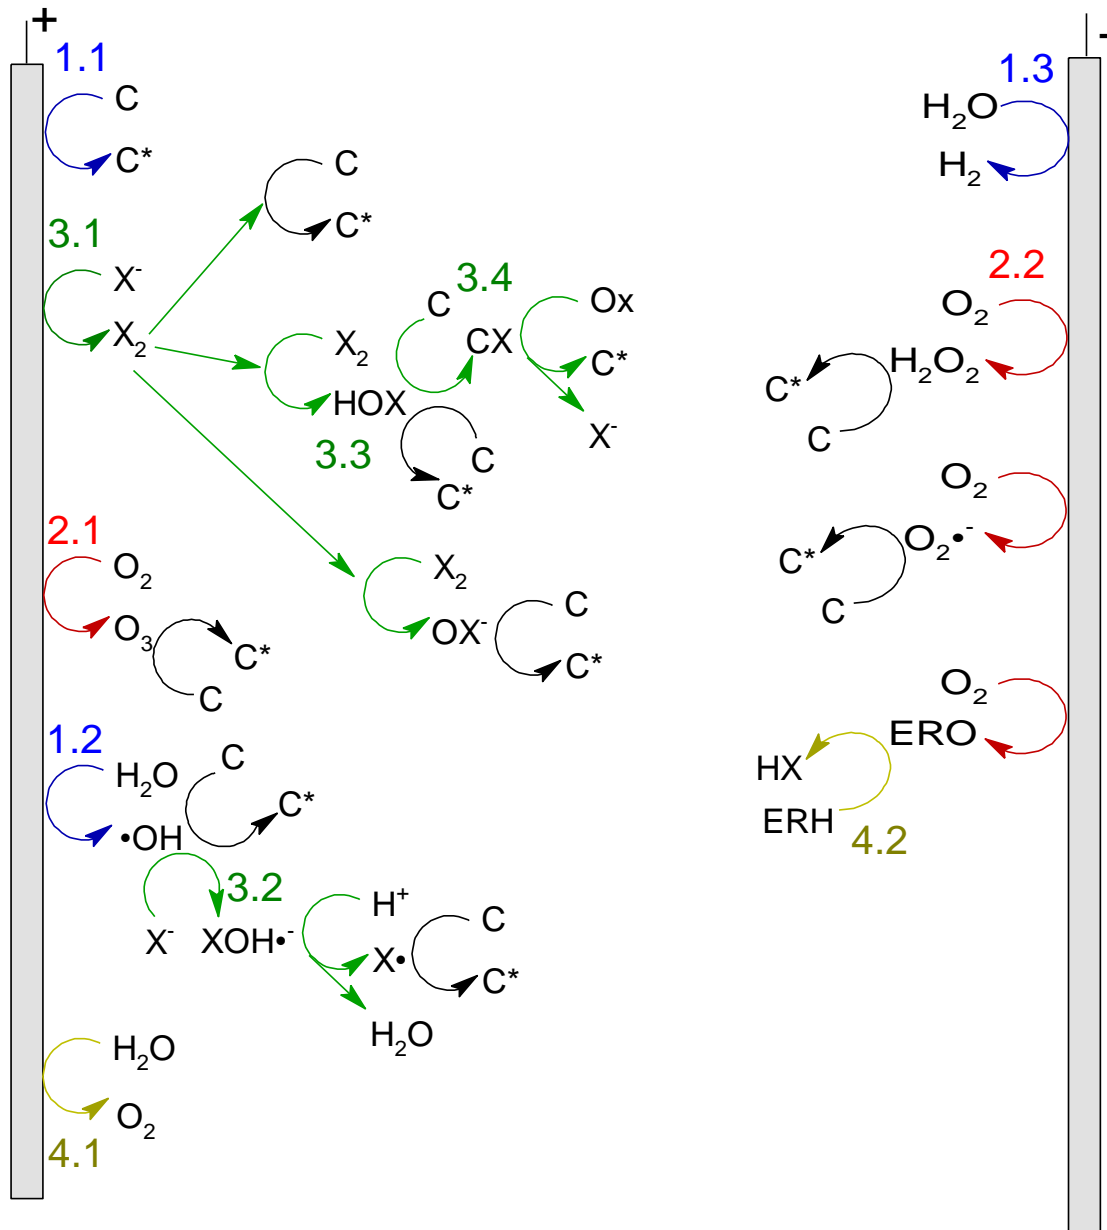 +
-
1.1
C
C*
3.1
X⁻
X₂
C
C*
X₂
HOX
3.3
C
3.4
CX
Ox
C*
X⁻
C
C*
2.1
O₂
O₃
C*
C
X₂
OX⁻
C
C*
1.2
H₂O
•OH
C
C*
X⁻
3.2
XOH•⁻
H⁺
X•
H₂O
C
C*
H₂O
O₂
4.1
1.3
H₂O
H₂
2.2
O₂
H₂O₂
C*
C
O₂
O₂•⁻
C*
C
O₂
ERO
HX
ERH
4.2